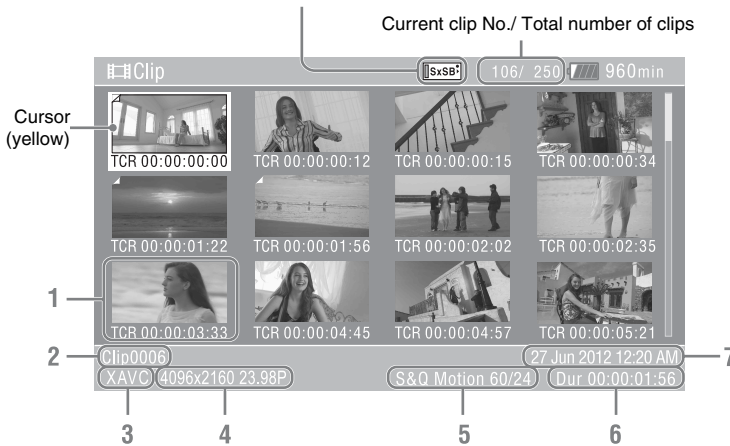 Current clip No./ Total number of clips
Clip SxSB 106/ 250 960min
Cursor
(yellow)
TCR 00:00:00:00 TCR 00:00:00:12 TCR 00:00:00:15 TCR 00:00:00:34
TCR 00:00:01:22 TCR 00:00:01:56 TCR 00:00:02:02 TCR 00:00:02:35
1
TCR 00:00:03:33 TCR 00:00:04:45 TCR 00:00:04:57 TCR 00:00:05:21
2 Clip0006 27 Jun 2012 12:20 AM 7
XAVC 4096x2160 23.98P S&Q Motion 60/24 Dur 00:00:01:56
3 4 5 6